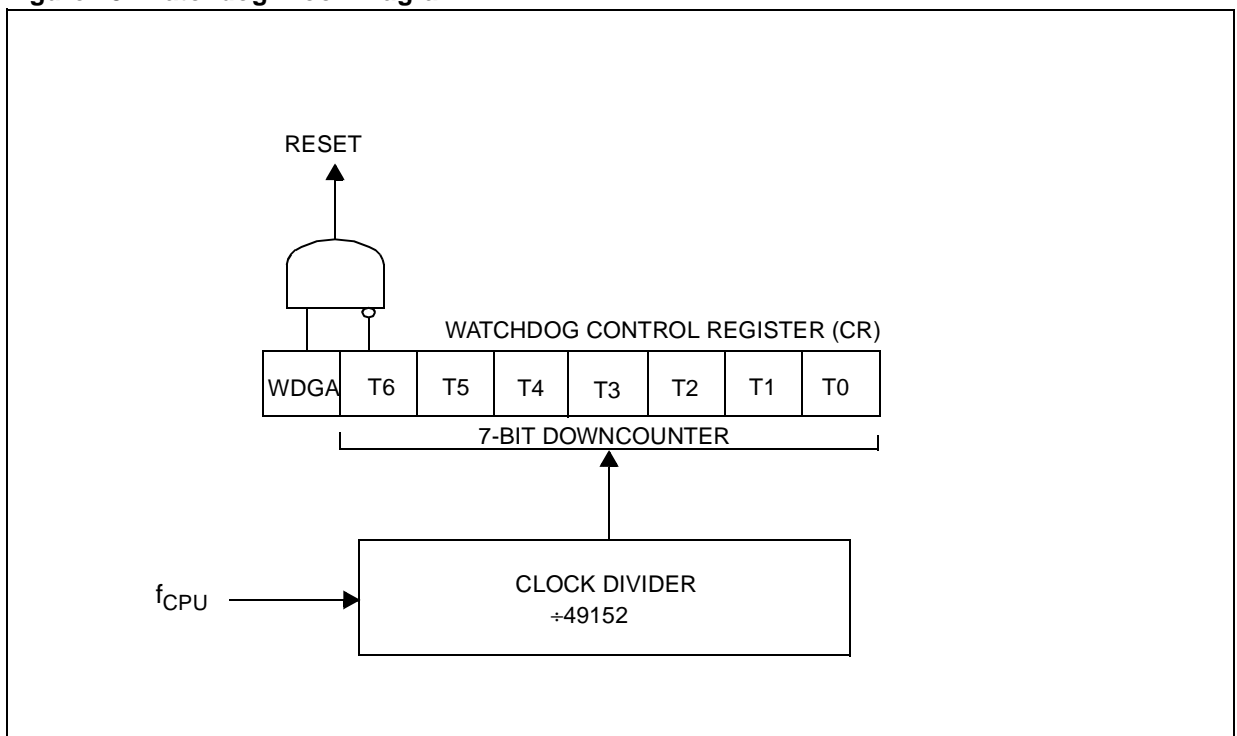 RESET
WATCHDOG CONTROL REGISTER (CR)
WDGA T6 T5 T4 T3 T2 T1 T0
7-BIT DOWNCOUNTER
fCPU
CLOCK DIVIDER
÷49152